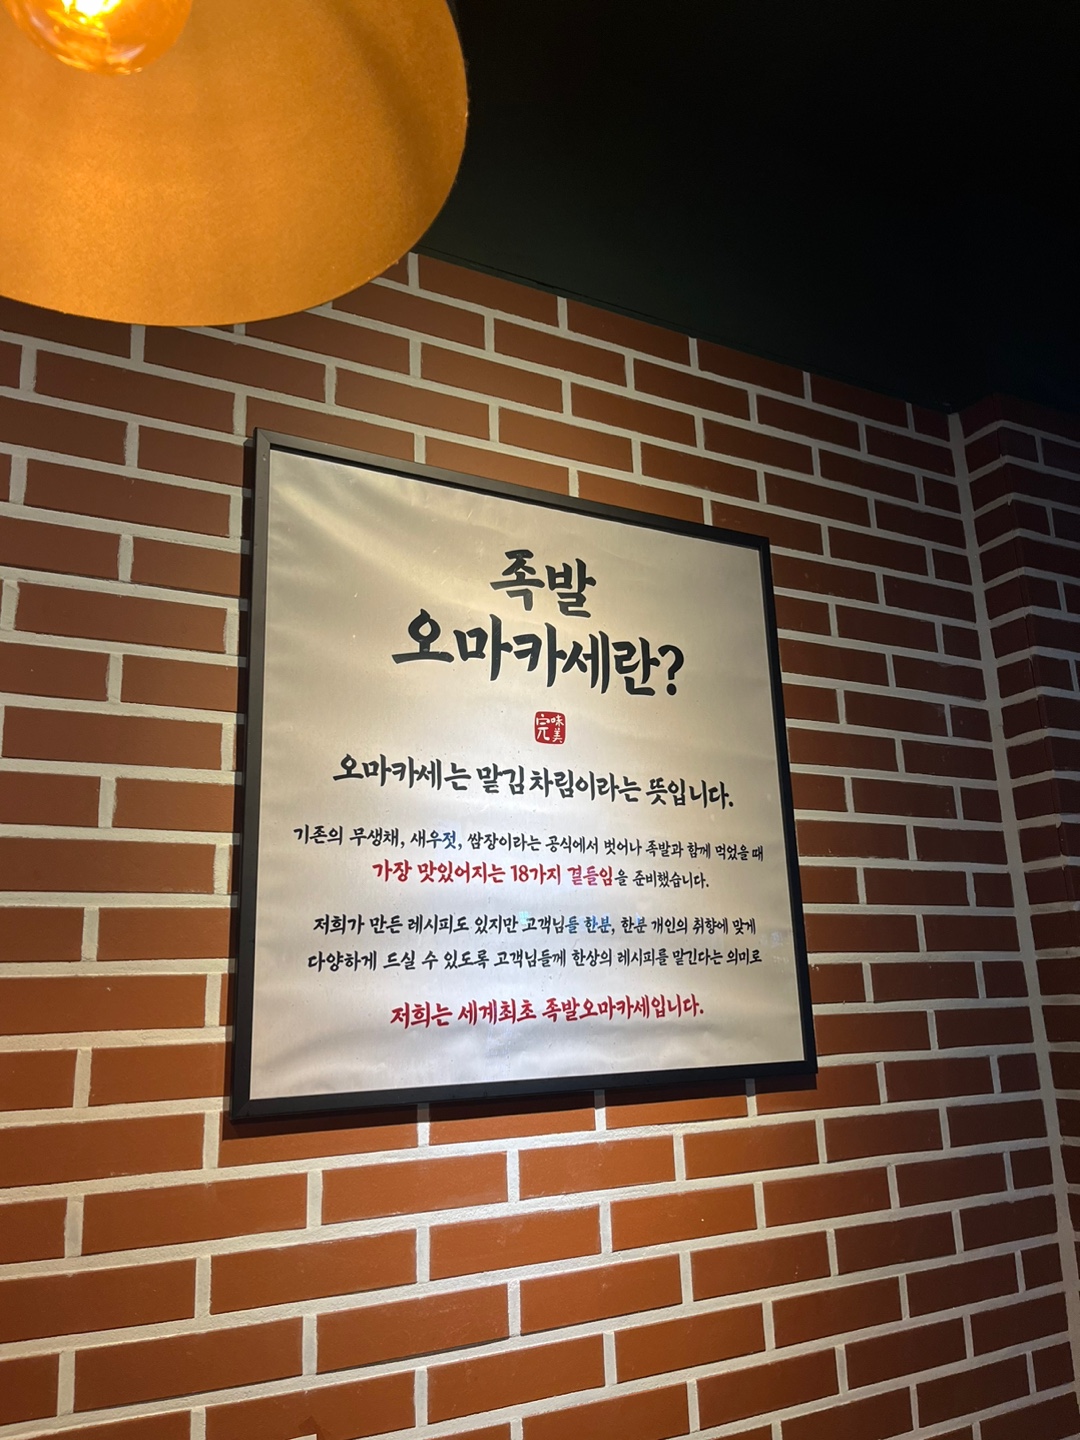 족발
오마카세란?
完味美
오마카세는 맡김차림이라는 뜻입니다.
기존의 무생채, 새우젓, 쌈장이라는 공식에서 벗어나 족발과 함께 먹었을 때
가장 맛있어지는 18가지 곁들임을 준비했습니다.
저희가 만든 레시피도 있지만 고객님들 한분, 한분 개인의 취향에 맞게
다양하게 드실 수 있도록 고객님들께 한상의 레시피를 맡긴다는 의미로
저희는 세계최초 족발오마카세입니다.